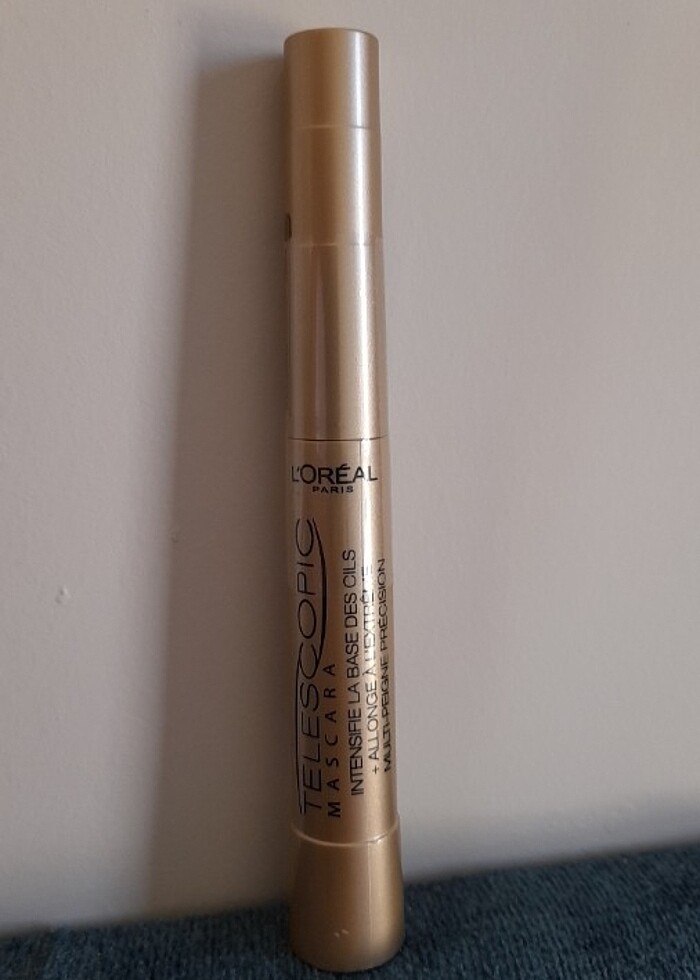 L'ORÉAL
PARIS
TELESCOPIC
MASCARA
INTENSIFIE LA BASE DES CILS
+ ALLONGE À L'EXTRÊME
MULTI-PEIGNE PRÉCISION